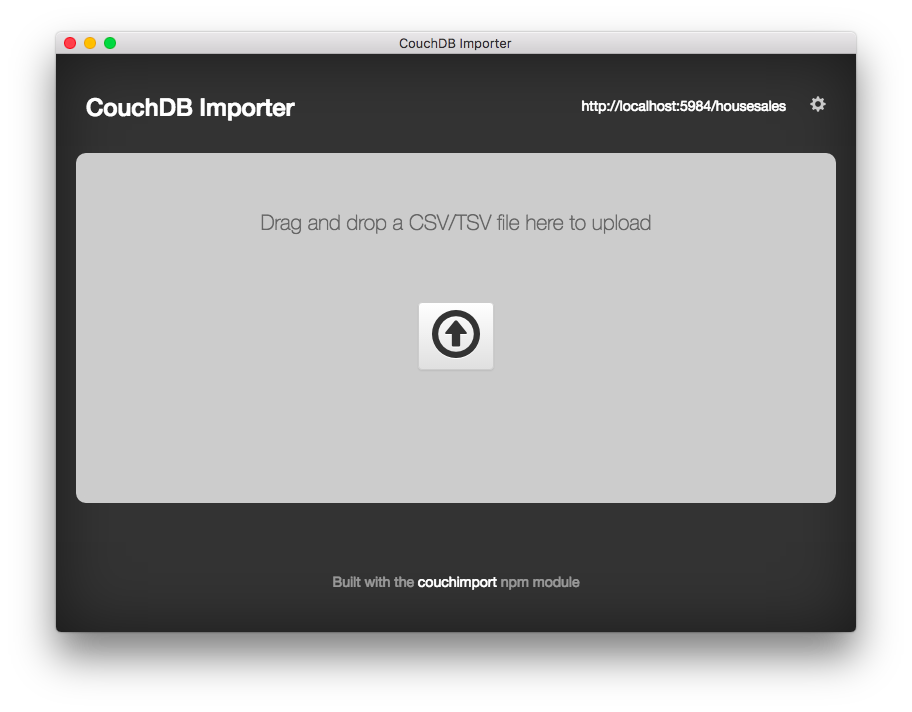 CouchDB Importer
CouchDB Importer
http://localhost:5984/housesales
Drag and drop a CSV/TSV file here to upload
Built with the couchimport npm module